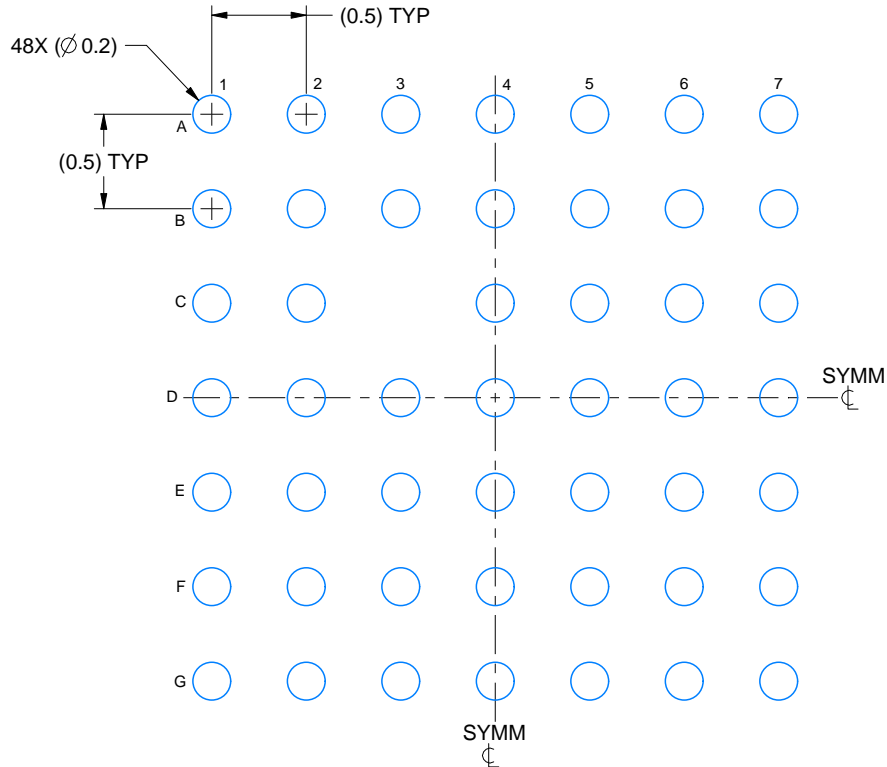 (0.5) TYP
48X (∅ 0.2)
1 2 3 4 5 6 7
A
(0.5) TYP
B
C
SYMM
D
E
F
G
SYMM